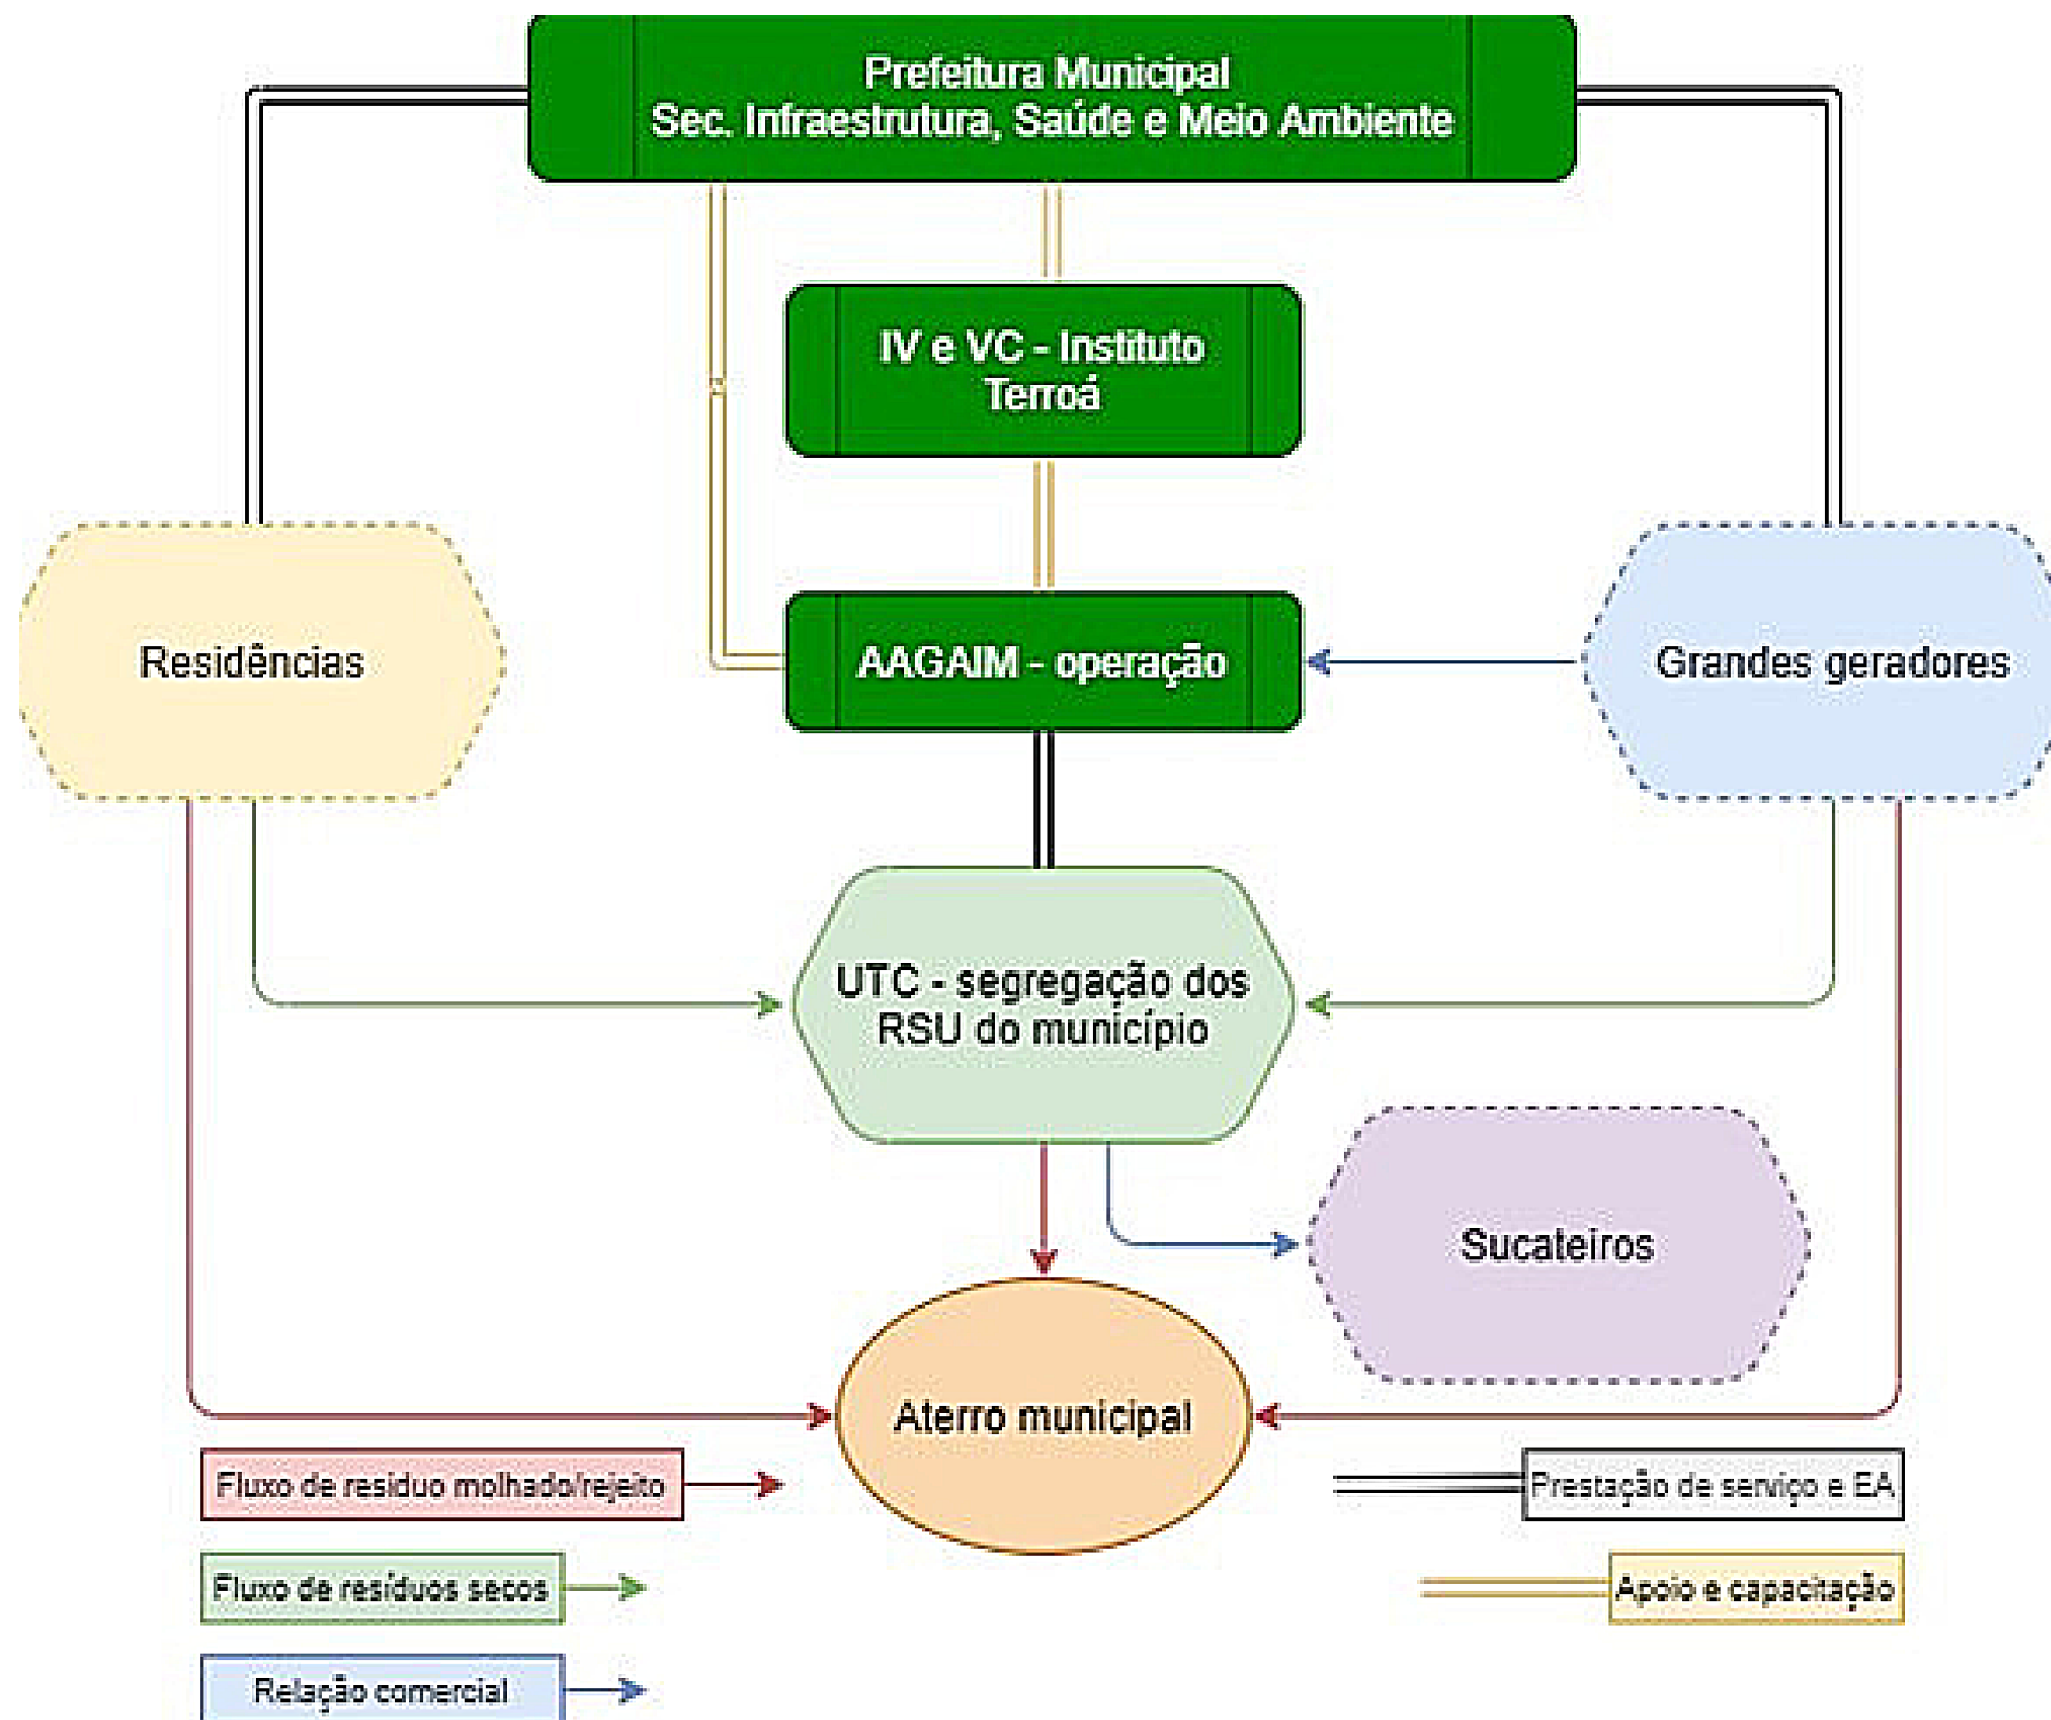 Prefeitura Municipal
Sec. Infraestrutura, Saúde e Meio Ambiente
IV e VC - Instituto
Terroá
Residências
AAGAIM - operação
Grandes geradores
UTC - segregação dos
RSU do município
Sucateiros
Aterro municipal
Fluxo de resíduo molhado/rejeito
Prestação de serviço e EA
Fluxo de resíduos secos
Apoio e capacitação
Relação comercial